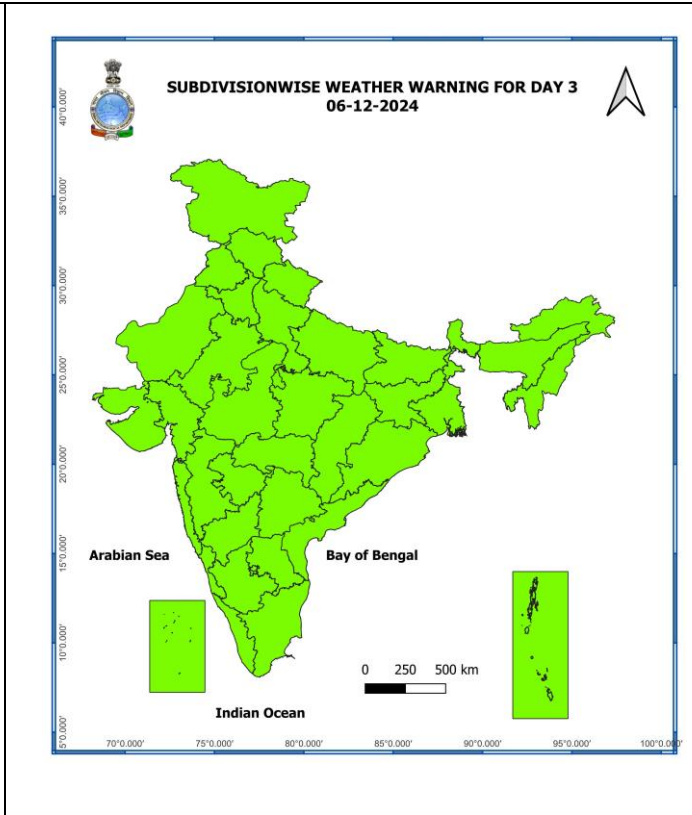 SUBDIVISIONWISE WEATHER WARNING FOR DAY 3
06-12-2024
40°0.000'
35°0.000'
30°0.000'
25°0.000'
20°0.000'
15°0.000'
10°0.000'
5°0.000'
Arabian Sea
Bay of Bengal
0 250 500 km
Indian Ocean
70°0.000' 75°0.000' 80°0.000' 85°0.000' 90°0.000' 95°0.000' 100°0.000'